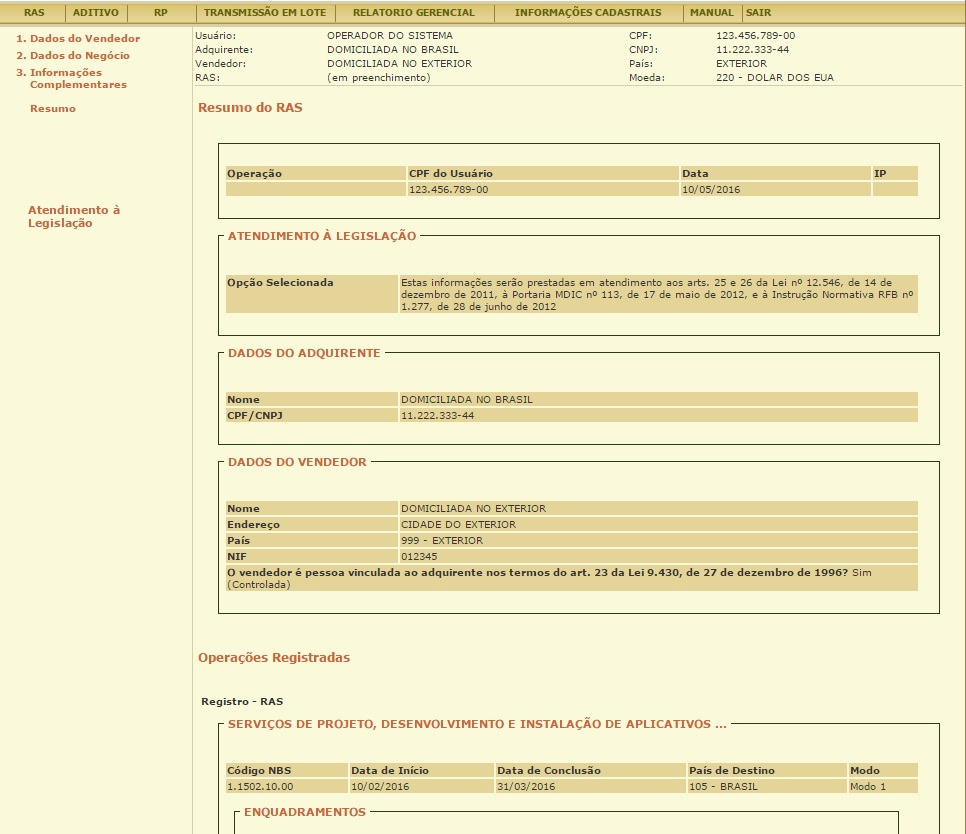 RAS ADITIVO RP TRANSMISSÃO EM LOTE RELATORIO GERENCIAL INFORMAÇÕES CADASTRAIS MANUAL SAIR
1. Dados do Vendedor
2. Dados do Negócio
3. Informações
Complementares
Resumo
Atendimento à
Legislação
Usuário: OPERADOR DO SISTEMA CPF: 123.456.789-00
Adquirente: DOMICILIADA NO BRASIL CNPJ: 11.222.333-44
Vendedor: DOMICILIADA NO EXTERIOR País: EXTERIOR
RAS: (em preenchimento) Moeda: 220 - DOLAR DOS EUA
Resumo do RAS
Operação CPF do Usuário Data IP
123.456.789-00 10/05/2016
ATENDIMENTO À LEGISLAÇÃO
Opção Selecionada Estas informações serão prestadas em atendimento aos arts. 25 e 26 da Lei nº 12.546, de 14 de
dezembro de 2011, à Portaria MDIC nº 113, de 17 de maio de 2012, e à Instrução Normativa RFB nº
1.277, de 28 de junho de 2012
DADOS DO ADQUIRENTE
Nome DOMICILIADA NO BRASIL
CPF/CNPJ 11.222.333-44
DADOS DO VENDEDOR
Nome DOMICILIADA NO EXTERIOR
Endereço CIDADE DO EXTERIOR
País 999 - EXTERIOR
NIF 012345
O vendedor é pessoa vinculada ao adquirente nos termos do art. 23 da Lei 9.430, de 27 de dezembro de 1996? Sim
(Controlada)
Operações Registradas
Registro - RAS
SERVIÇOS DE PROJETO, DESENVOLVIMENTO E INSTALAÇÃO DE APLICATIVOS ...
Código NBS Data de Início Data de Conclusão País de Destino Modo
1.1502.10.00 10/02/2016 31/03/2016 105 - BRASIL Modo 1
ENQUADRAMENTOS